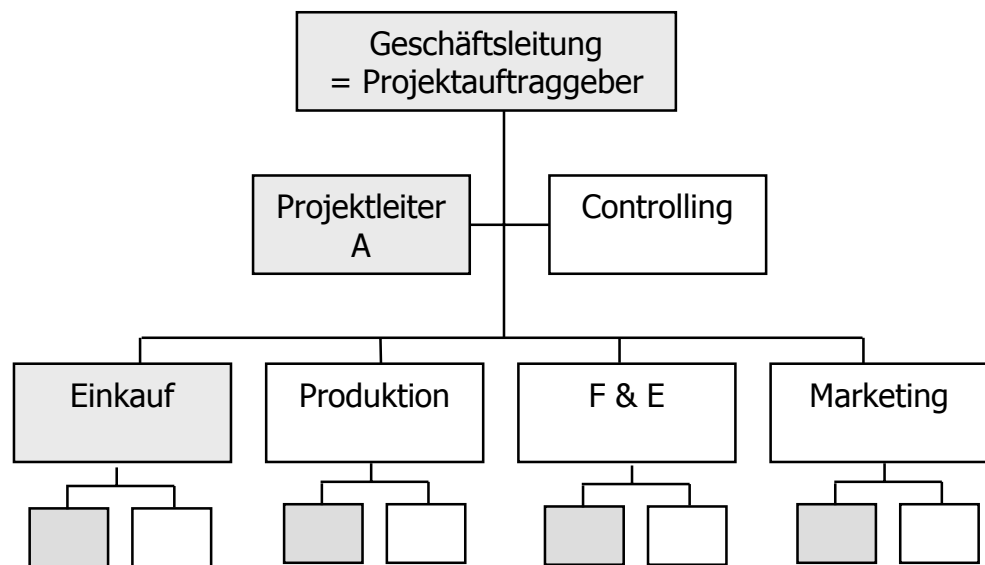 Geschäftsleitung
= Projektauftraggeber
Projektleiter
A
Controlling
Einkauf
Produktion
F & E
Marketing